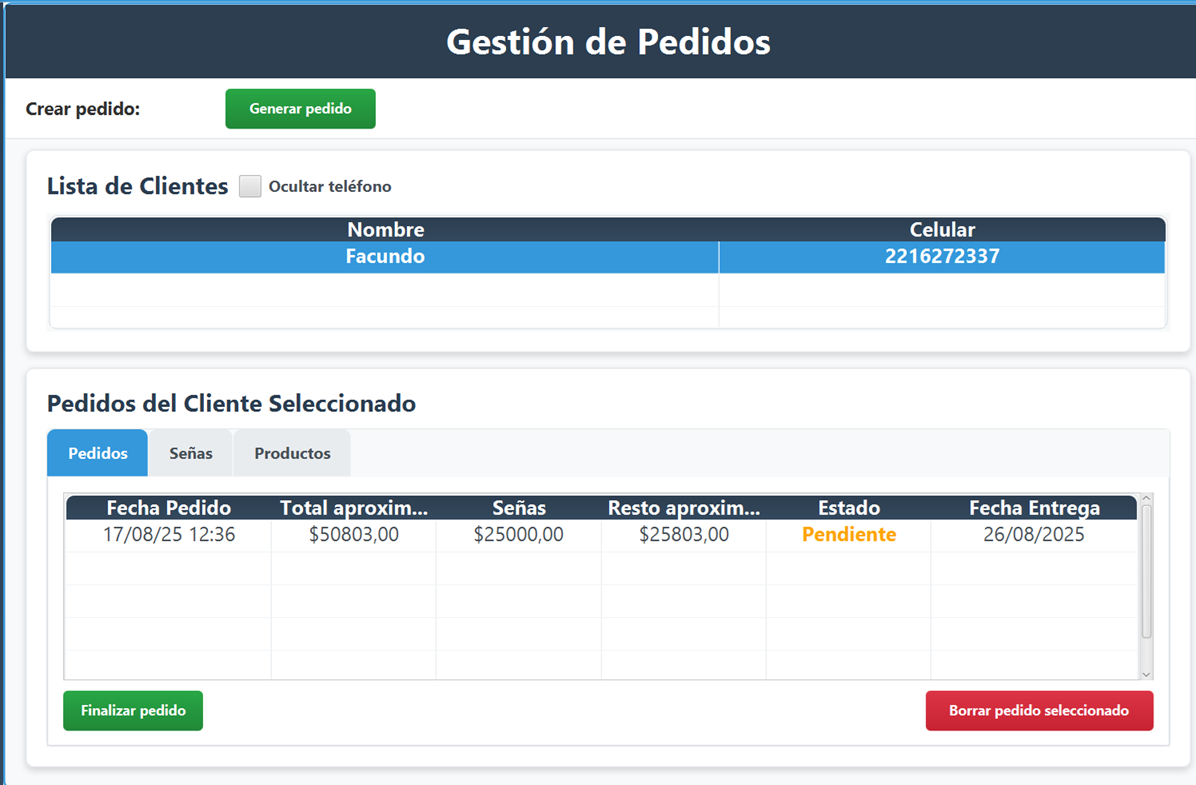 Gestión de Pedidos
Crear pedido: Generar pedido
Lista de Clientes Ocultar teléfono
Nombre Celular
Facundo 2216272337
Pedidos del Cliente Seleccionado
Pedidos Señas Productos
Fecha Pedido Total aproxim... Señas Resto aproxim... Estado Fecha Entrega
17/08/25 12:36 $50803,00 $25000,00 $25803,00 Pendiente 26/08/2025
Finalizar pedido Borrar pedido seleccionado